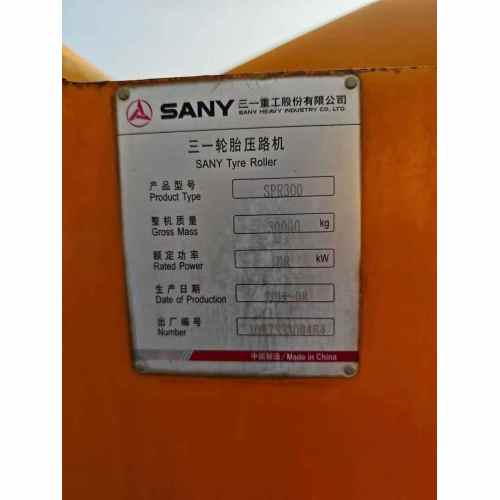 SANY 三一重工股份有限公司
SANY HEAVY INDUSTRY CO., LTD.
三一轮胎压路机
SANY Tyre Roller
产品型号 SPR300
Product Type
整机质量 30000 kg
Gross Mass
额定功率 kW
Rated Power
生产日期
Date of Production
出厂编号
Number
中国制造/Made in China